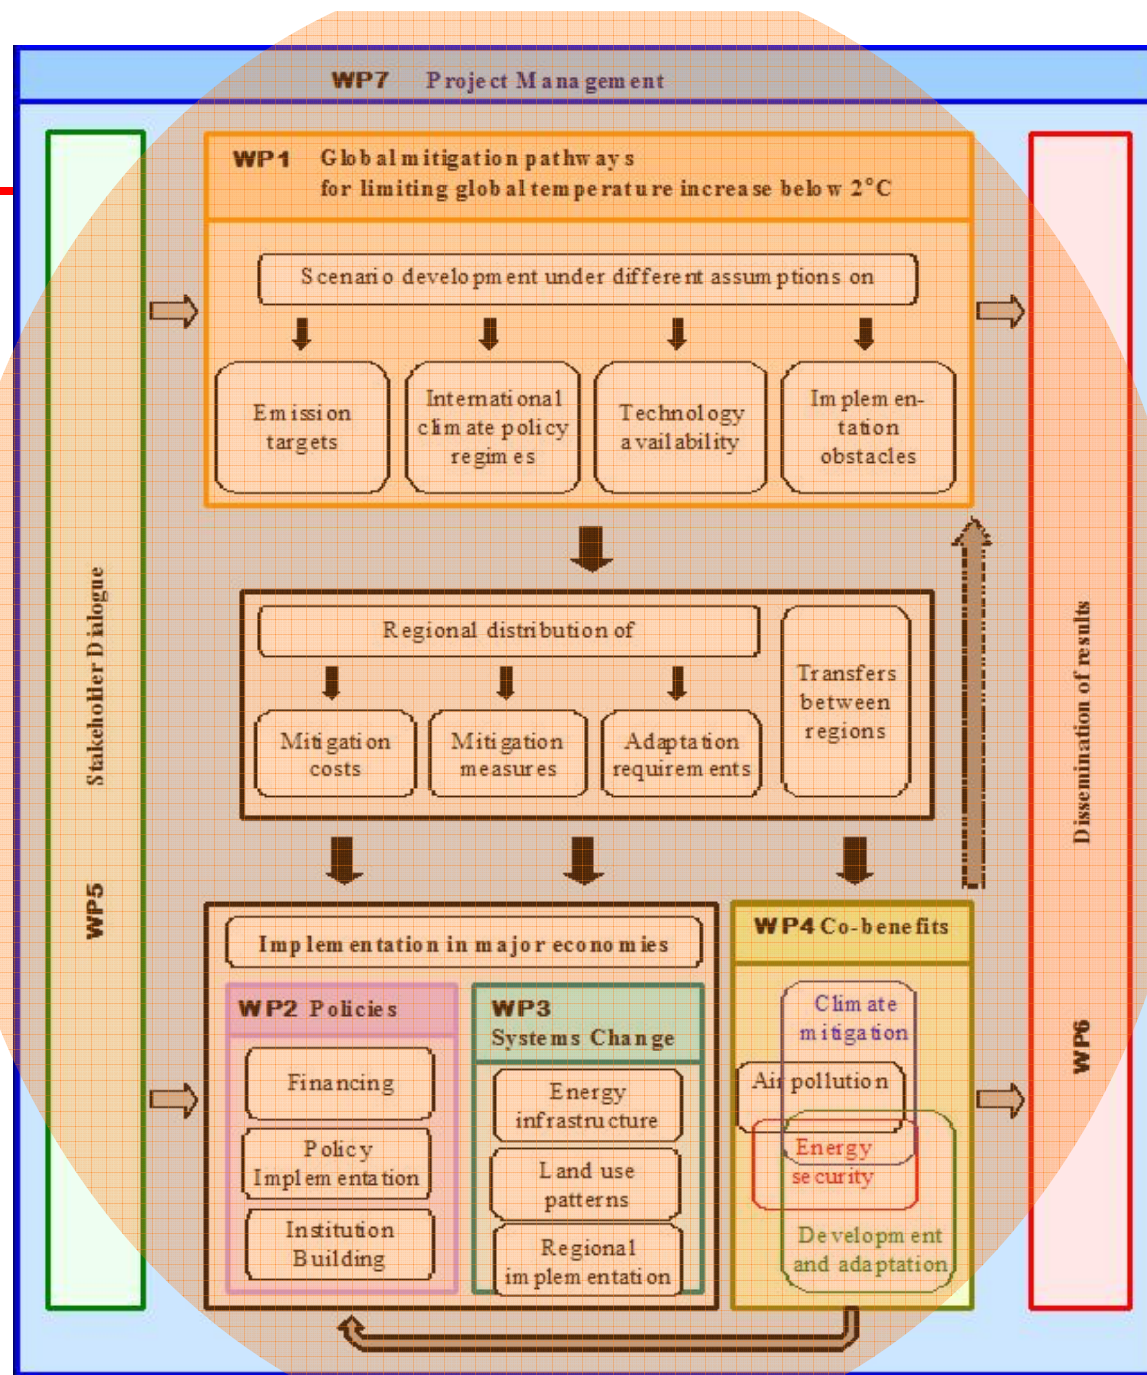 WP7 Project Management
WP1 Global mitigation pathways
for limiting global temperature increase below 2°C
Scenario development under different assumptions on
Emission
targets
International
climate policy
regimes
Technology
availability
Implemen-
tation
obstacles
Regional distribution of
Mitigation
costs
Mitigation
measures
Adaptation
requirements
Transfers
between
regions
WP5 Stakeholder Dialogue
WP6 Dissemination of results
Implementation in major economies
WP2 Policies
Financing
Policy
Implementation
Institution
Building
WP3
Systems Change
Energy
infrastructure
Land use
patterns
Regional
implementation
WP4 Co-benefits
Climate
mitigation
Air pollution
Energy
security
Development
and adaptation